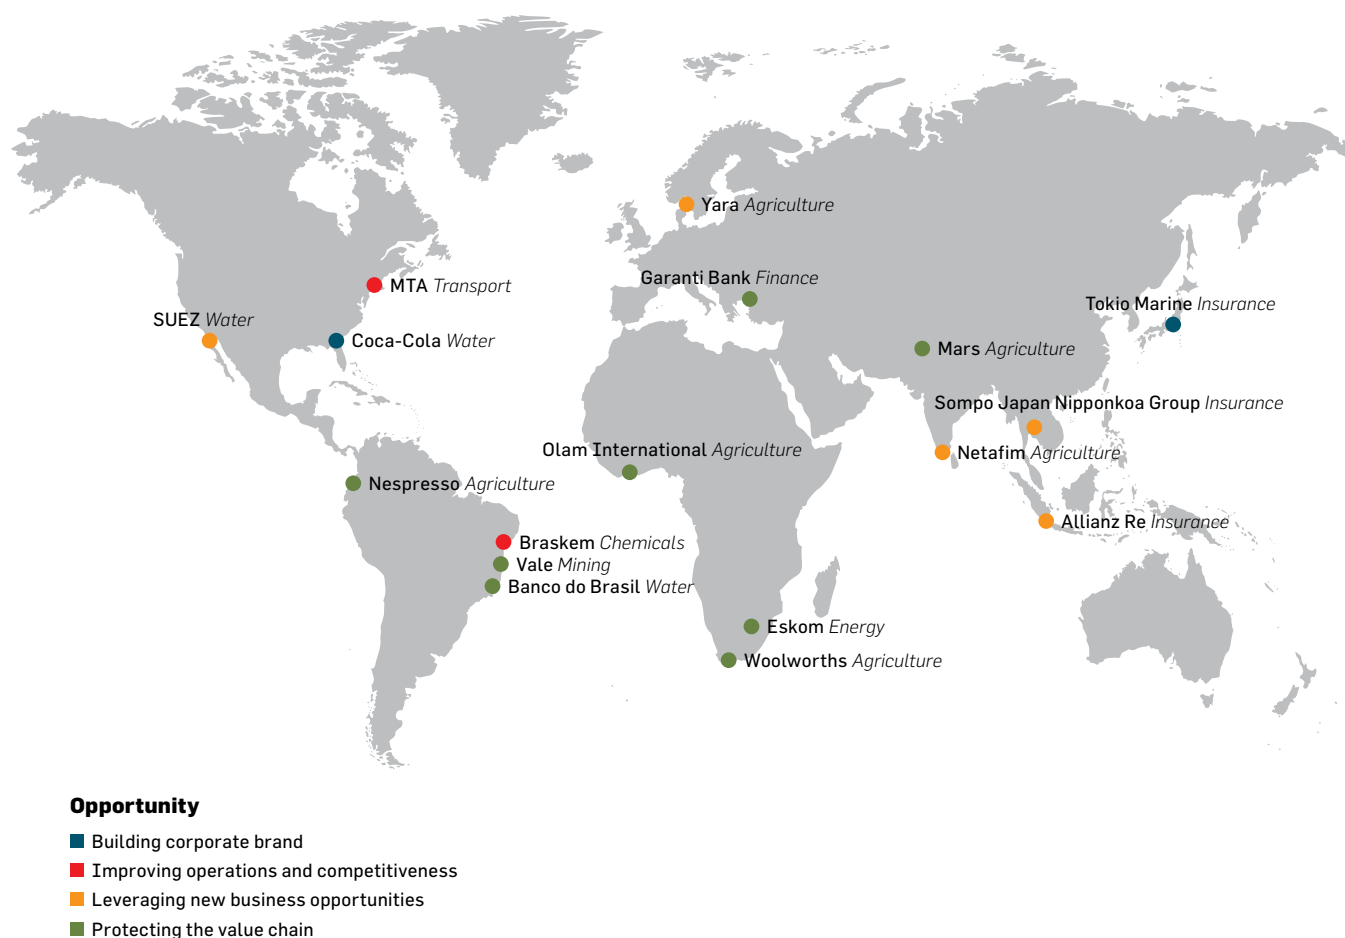 Yara Agriculture
Garanti Bank Finance
MTA Transport
Tokio Marine Insurance
SUEZ Water
Coca-Cola Water
Mars Agriculture
Sompo Japan Nipponkoa Group Insurance
Olam International Agriculture
Netafim Agriculture
Nespresso Agriculture
Allianz Re Insurance
Braskem Chemicals
Vale Mining
Banco do Brasil Water
Eskom Energy
Woolworths Agriculture
Opportunity
Building corporate brand
Improving operations and competitiveness
Leveraging new business opportunities
Protecting the value chain